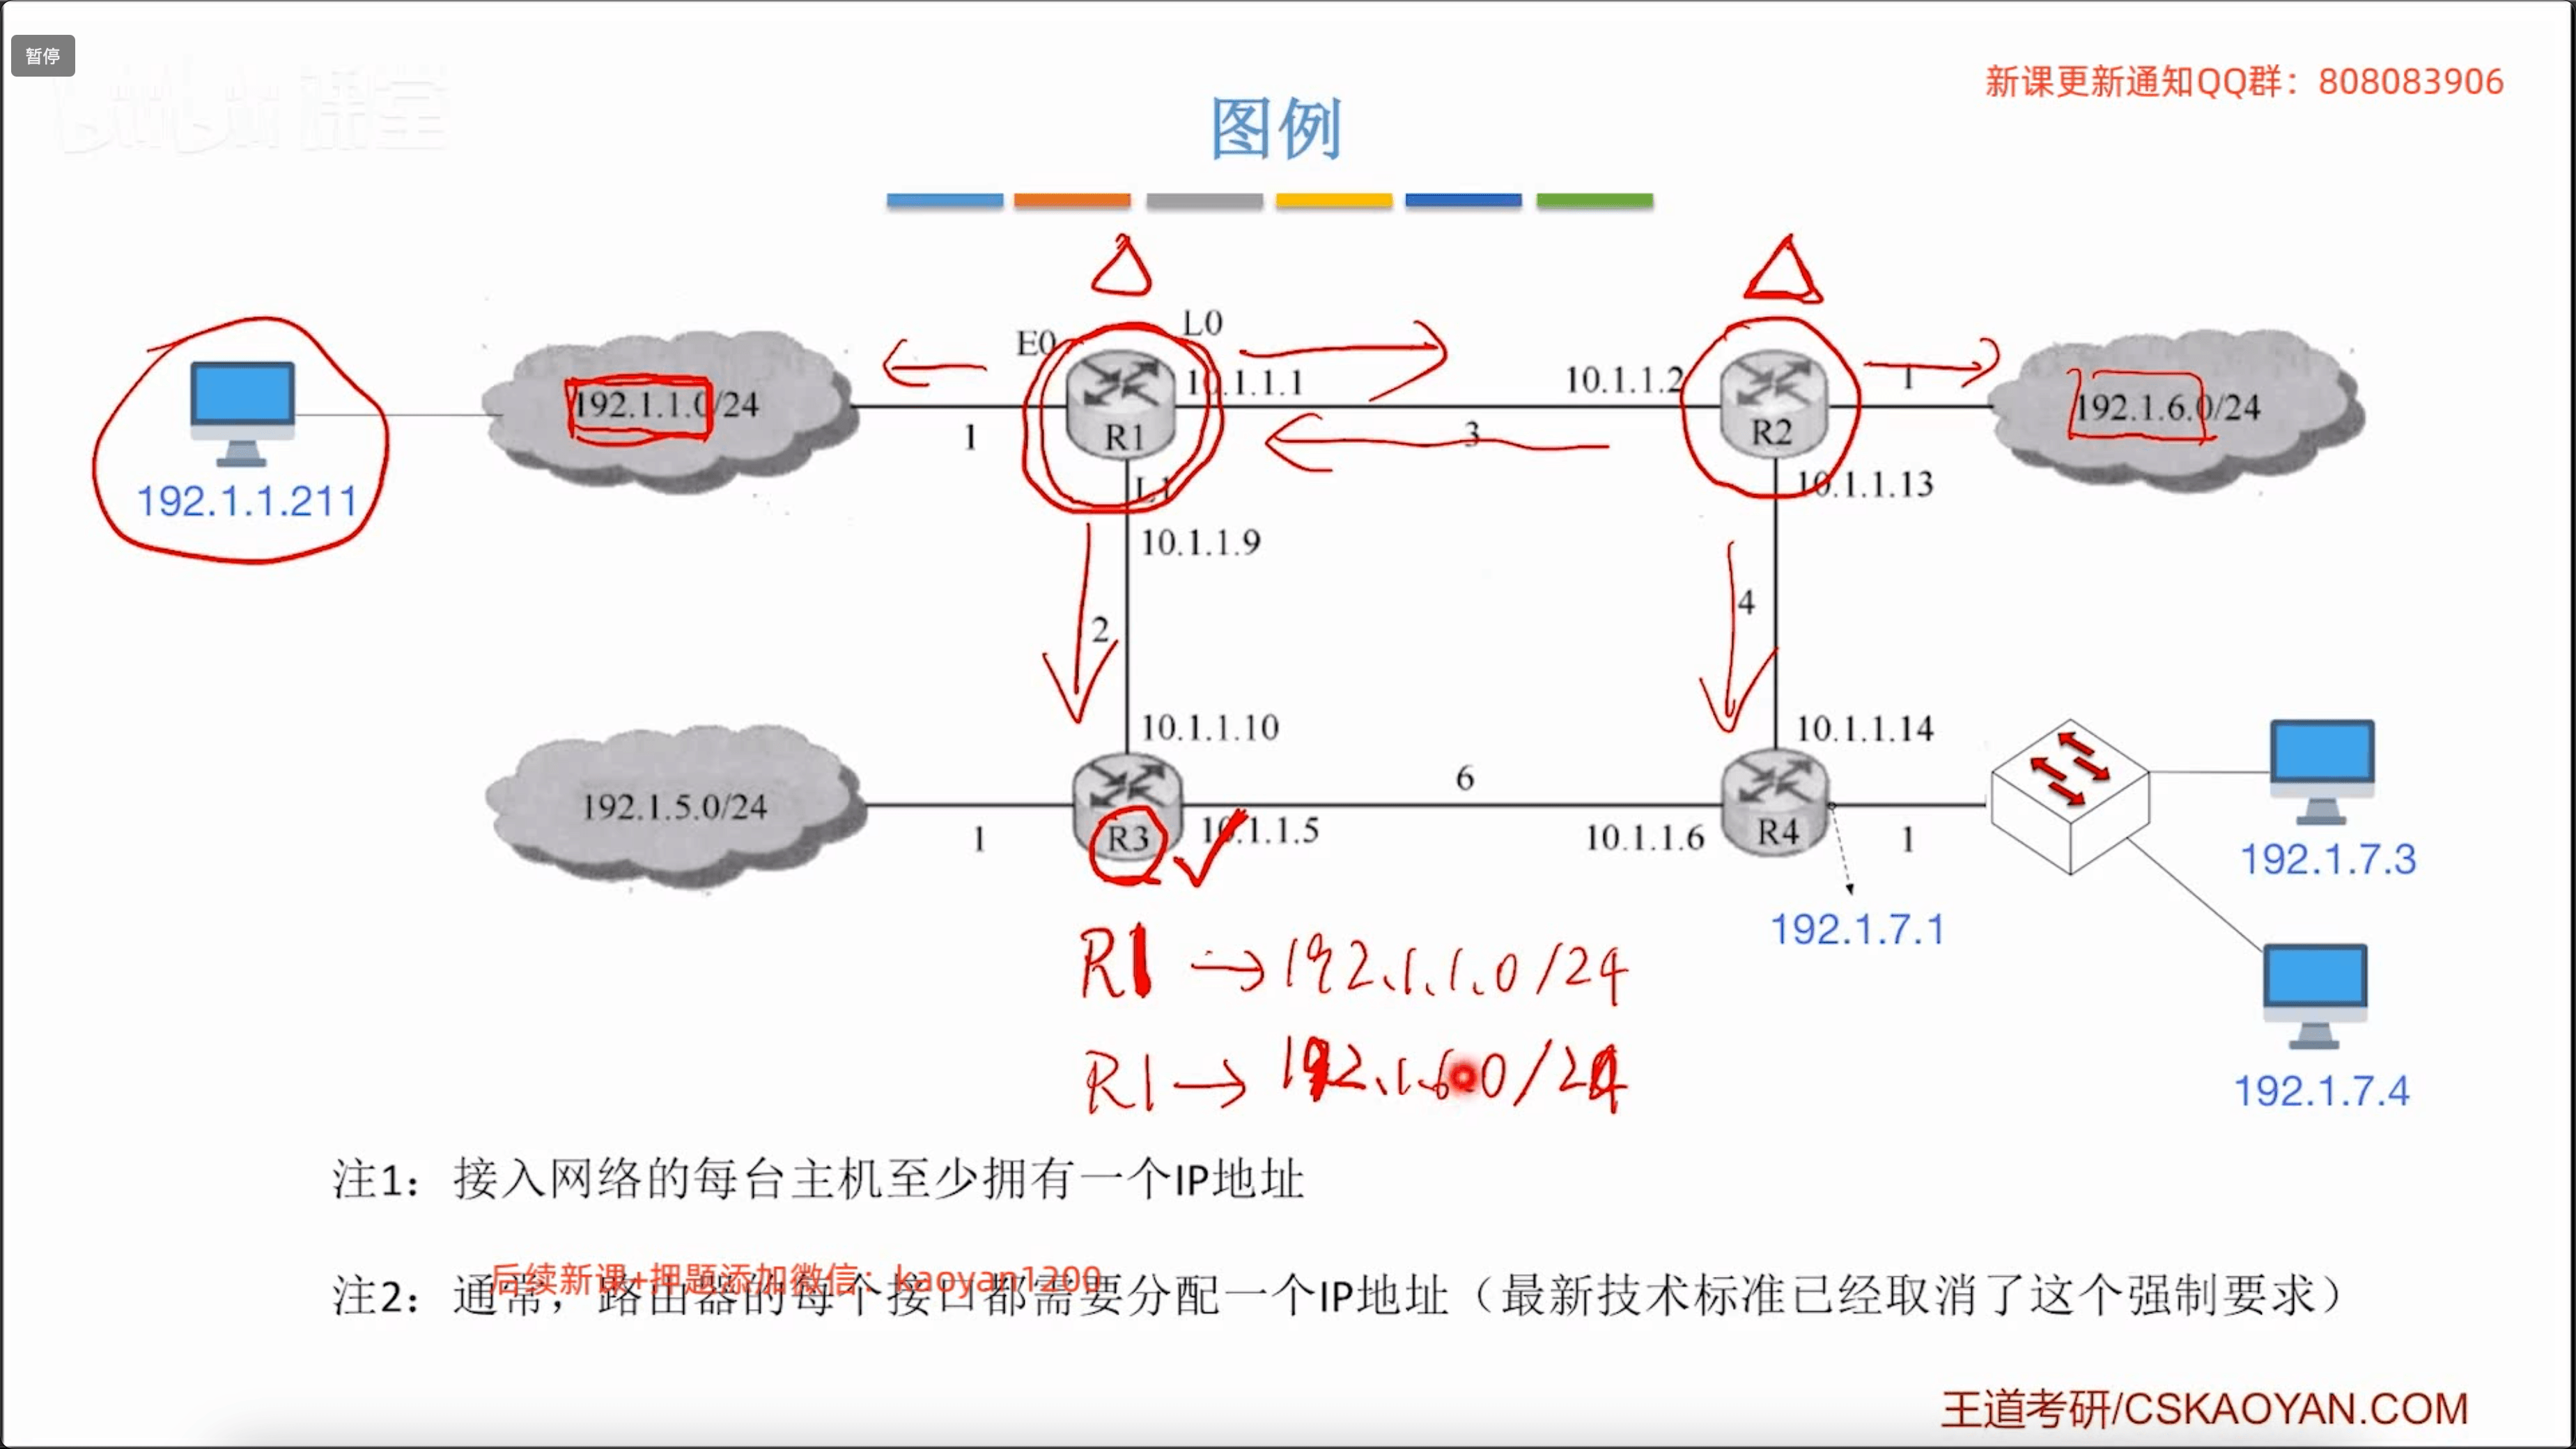 暂停
bilibili 课堂
新课更新通知QQ群：808083906
图例
E0
L0
10.1.1.1
10.1.1.2
1
192.1.1.0/24
192.1.6.0/24
1
R1
3
R2
192.1.1.211
L1
10.1.1.13
10.1.1.9
2
4
10.1.1.10
10.1.1.14
6
192.1.5.0/24
1
R3
10.1.1.5
10.1.1.6
R4
1
192.1.7.3
192.1.7.1
R1 → 192.1.1.0/24
R1 → 192.1.6.0/24
192.1.7.4
注1：接入网络的每台主机至少拥有一个IP地址
后续新课+押题添加微信：kaoyan1200
注2：通常，路由器的每个接口都需要分配一个IP地址（最新技术标准已经取消了这个强制要求）
王道考研/CSKAOYAN.COM